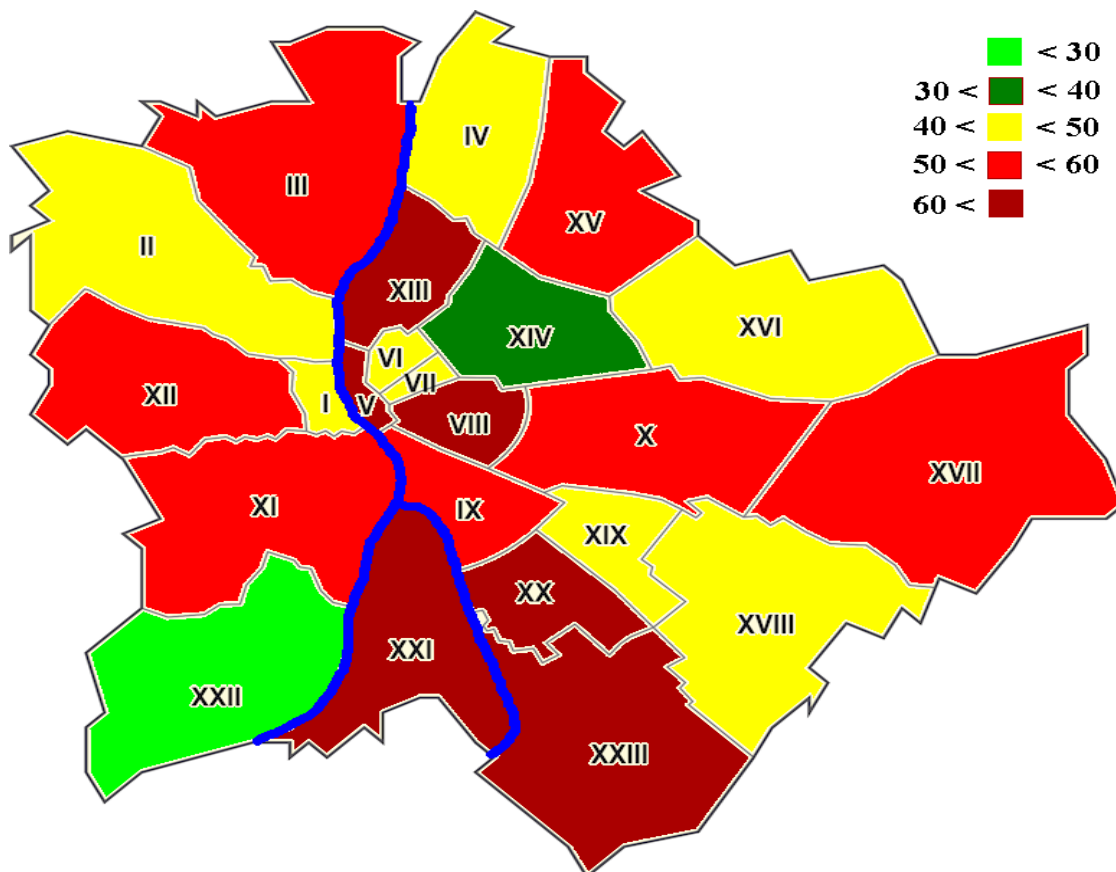 < 30
30 < < 40
40 < < 50
50 < < 60
60 <
IV
III
XV
II
XIII
XVI
XIV
VI
VII
XII
I
V
VIII
X
XVII
XI
IX
XIX
XX
XVIII
XXI
XXII
XXIII